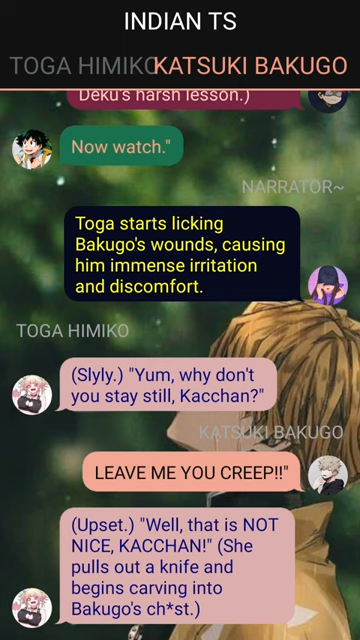 INDIAN TS
TOGA HIMIKO KATSUKI BAKUGO
Deku's harsh lesson.)
Now watch."
NARRATOR~
Toga starts licking
Bakugo's wounds, causing
him immense irritation
and discomfort.
TOGA HIMIKO
(Slyly.) "Yum, why don't
you stay still, Kacchan?"
KATSUKI BAKUGO
LEAVE ME YOU CREEP!!"
(Upset.) "Well, that is NOT
NICE, KACCHAN!" (She
pulls out a knife and
begins carving into
Bakugo's ch*st.)